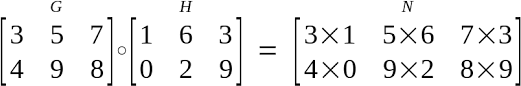 G H N
[3 5 7] ∘ [1 6 3] = [3×1 5×6 7×3]
[4 9 8] [0 2 9] [4×0 9×2 8×9]